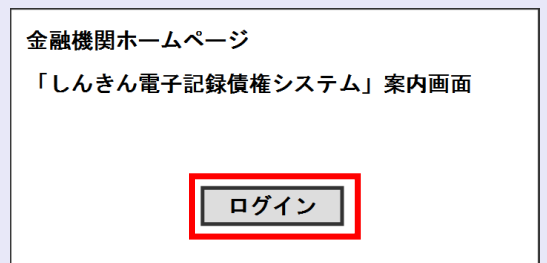 金融機関ホームページ
「しんきん電子記録債権システム」案内画面
ログイン